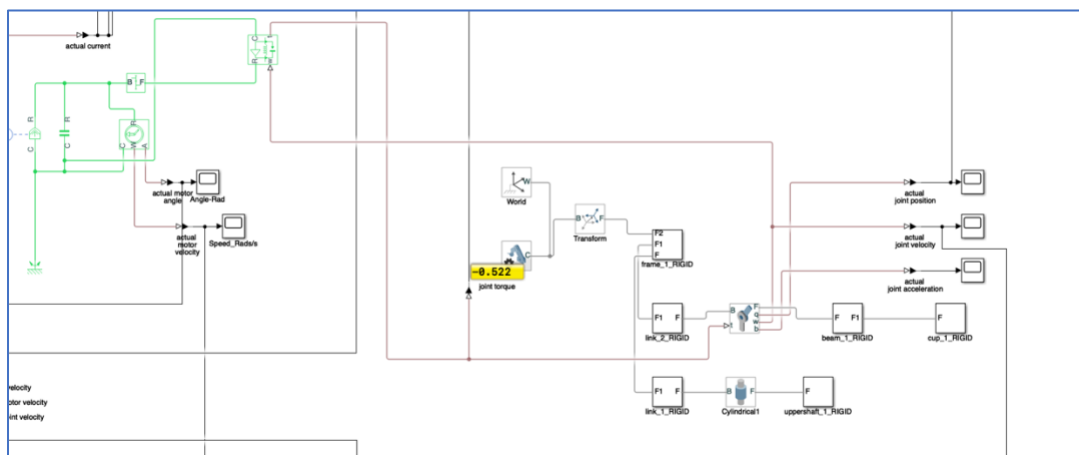 actual current
B F
R
R
C
C
C
W
A
R
C
R
actual motor
angle
Angle-Rad
actual
motor
velocity
Speed_Rads/s
W
World
C
-0.522
joint torque
B F
Transform
F2
F1
F
frame_1_RIGID
actual
joint position
actual
joint velocity
actual
joint acceleration
F1 F
link_2_RIGID
B
F
q
w
b
t
F F1
beam_1_RIGID
F
cup_1_RIGID
F1 F
link_1_RIGID
B F
Cylindrical1
F
uppershaft_1_RIGID
velocity
otor velocity
int velocity